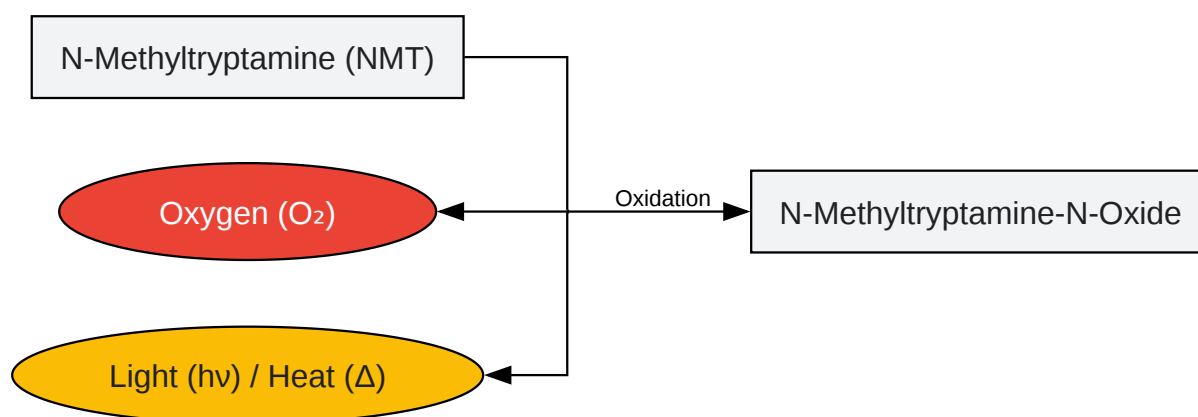 N-Methyltryptamine (NMT)
Oxygen (O₂)
Oxidation
N-Methyltryptamine-N-Oxide
Light (hν) / Heat (Δ)